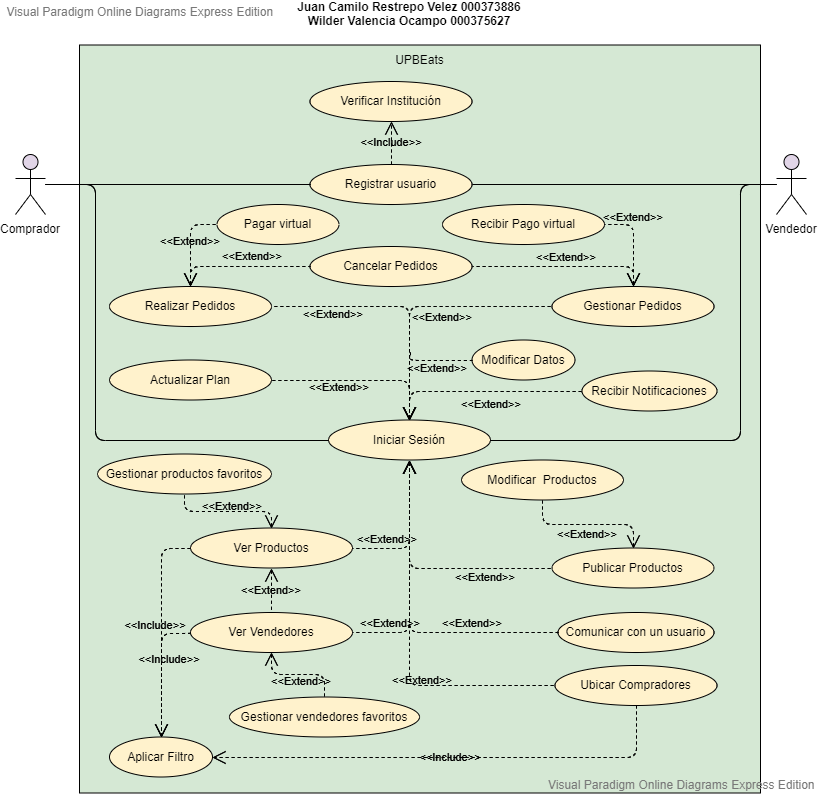 Visual Paradigm Online Diagrams Express Edition
Juan Camilo Restrepo Velez 000373886
Wilder Valencia Ocampo 000375627
UPBEats
Verificar Institución
<<Include>>
Registrar usuario
Comprador
Vendedor
Pagar virtual
Recibir Pago virtual
<<Extend>>
<<Extend>>
<<Extend>>
Cancelar Pedidos
<<Extend>>
Realizar Pedidos
Gestionar Pedidos
<<Extend>>
<<Extend>>
Modificar Datos
<<Extend>>
Actualizar Plan
<<Extend>>
Recibir Notificaciones
<<Extend>>
Iniciar Sesión
Gestionar productos favoritos
Modificar  Productos
<<Extend>>
<<Extend>>
Ver Productos
<<Extend>>
Publicar Productos
<<Extend>>
<<Extend>>
<<Include>>
Ver Vendedores
<<Extend>>
<<Extend>>
Comunicar con un usuario
<<Include>>
<<Extend>>
<<Extend>>
Ubicar Compradores
Gestionar vendedores favoritos
Aplicar Filtro
<<Include>>
Visual Paradigm Online Diagrams Express Edition